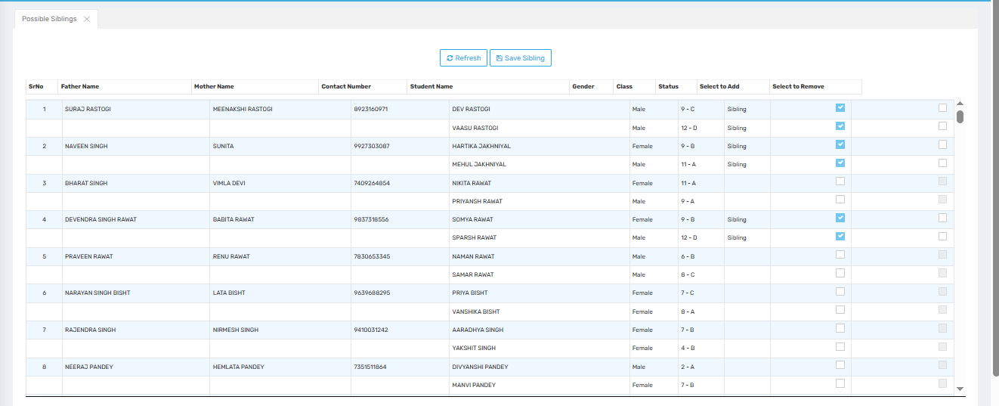 Possible Siblings
Refresh Save Sibling
SrNo Father Name Mother Name Contact Number Student Name Gender Class Status Select to Add Select to Remove
1 SURAJ RASTOGI MEENAKSHI RASTOGI 8923160971 DEV RASTOGI Male 9 - C Sibling
VAASU RASTOGI Male 12 - D Sibling
2 NAVEEN SINGH SUNITA 9927303087 HARTIKA JAKHNIYAL Female 9 - B Sibling
MEHUL JAKHNIYAL Male 11 - A Sibling
3 BHARAT SINGH VIMLA DEVI 7409264854 NIKITA RAWAT Female 11 - A
PRIYANSH RAWAT Male 9 - A
4 DEVENDRA SINGH RAWAT BABITA RAWAT 9837318556 SOMYA RAWAT Female 9 - B Sibling
SPARSH RAWAT Male 12 - D Sibling
5 PRAVEEN RAWAT RENU RAWAT 7830653345 NAMAN RAWAT Male 6 - B
SAMAR RAWAT Male 8 - C
6 NARAYAN SINGH BISHT LATA BISHT 9639688295 PRIYA BISHT Female 7 - C
VANSHIKA BISHT Female 8 - A
7 RAJENDRA SINGH NIRMESH SINGH 9410031242 AARADHYA SINGH Female 7 - B
YAKSHIT SINGH Female 4 - B
8 NEERAJ PANDEY HEMLATA PANDEY 7351511864 DIVYANSHI PANDEY Male 2 - A
MANVI PANDEY Female 7 - B